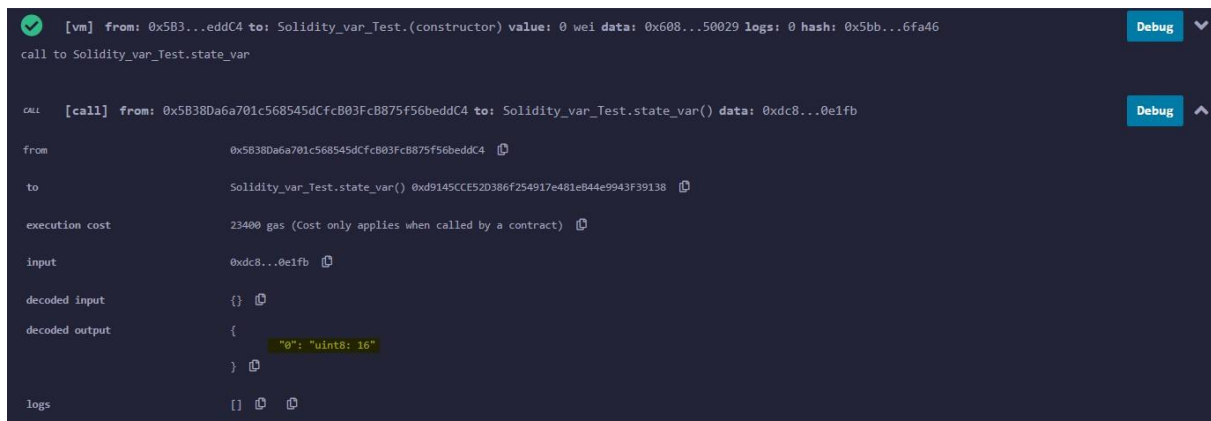 [vm] from: 0x5B3...eddC4 to: Solidity_var_Test.(constructor) value: 0 wei data: 0x608...50029 logs: 0 hash: 0x5bb...6fa46 Debug
call to Solidity_var_Test.state_var
CALL [call] from: 0x5B38Da6a701c568545dCfcB03FcB875f56beddC4 to: Solidity_var_Test.state_var() data: 0xdc8...0e1fb Debug
from 0x5B38Da6a701c568545dCfcB03FcB875f56beddC4
to Solidity_var_Test.state_var() 0xd9145CCE52D386f254917e481eB44e9943F39138
execution cost 23400 gas (Cost only applies when called by a contract)
input 0xdc8...0e1fb
decoded input {}
decoded output {
"0": "uint8: 16"
}
logs []